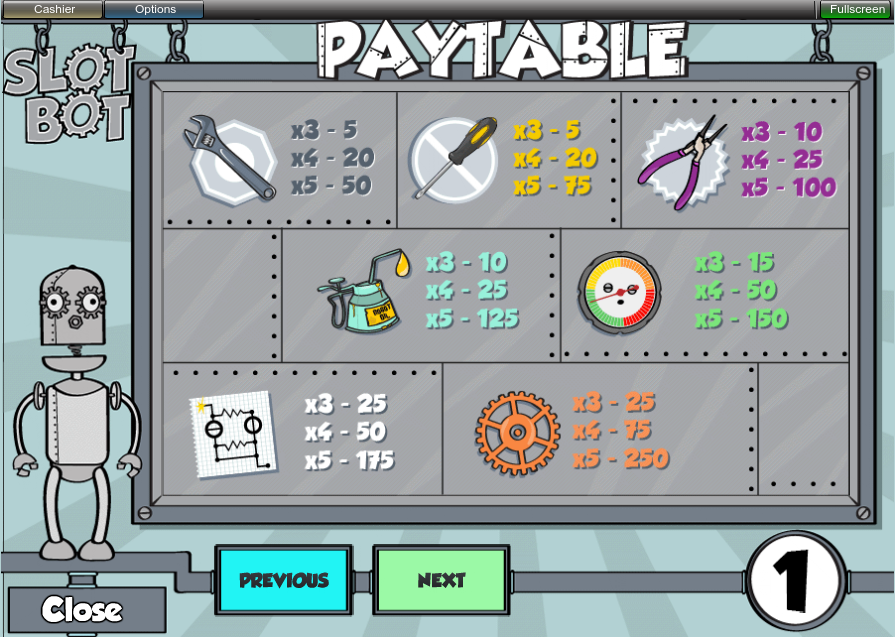 Cashier
Options
Fullscreen
PAYTABLE
SLOT
BOT
x3 - 5
x4 - 20
x5 - 50
x3 - 5
x4 - 20
x5 - 75
x3 - 10
x4 - 25
x5 - 100
x3 - 10
x4 - 25
x5 - 125
ROBOT
OIL
x3 - 15
x4 - 50
x5 - 150
x3 - 25
x4 - 50
x5 - 175
x3 - 25
x4 - 75
x5 - 250
PREVIOUS
NEXT
1
Close